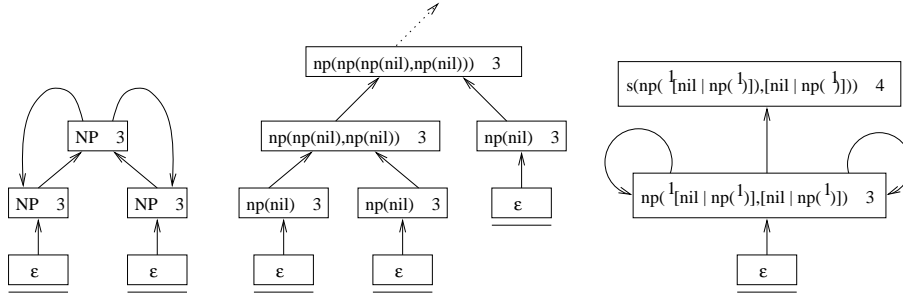 np(np(np(nil),np(nil))) 3
s(np( 1[nil | np(1)]),[nil | np(1)])) 4
NP 3
np(np(nil),np(nil)) 3
np(nil) 3
NP 3
NP 3
np(nil) 3
np(nil) 3
np( 1[nil | np(1)],[nil | np(1)]) 3
ε
ε
ε
ε
ε
ε